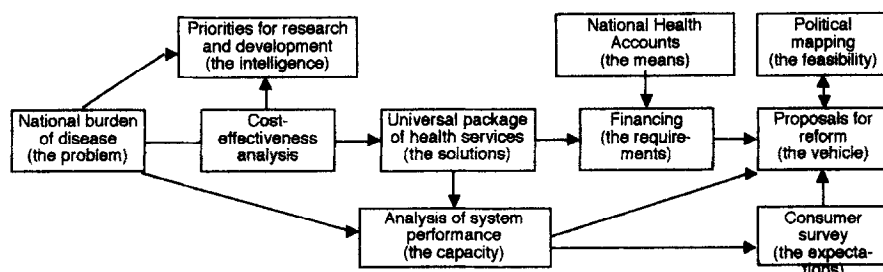 Priorities for research
and development
(the intelligence)
National Health
Accounts
(the means)
Political
mapping
(the feasibility)
National burden
of disease
(the problem)
Cost-
effectiveness
analysis
Universal package
of health services
(the solutions)
Financing
(the require-
ments)
Proposals for
reform
(the vehicle)
Analysis of system
performance
(the capacity)
Consumer
survey
(the expecta-
tions)